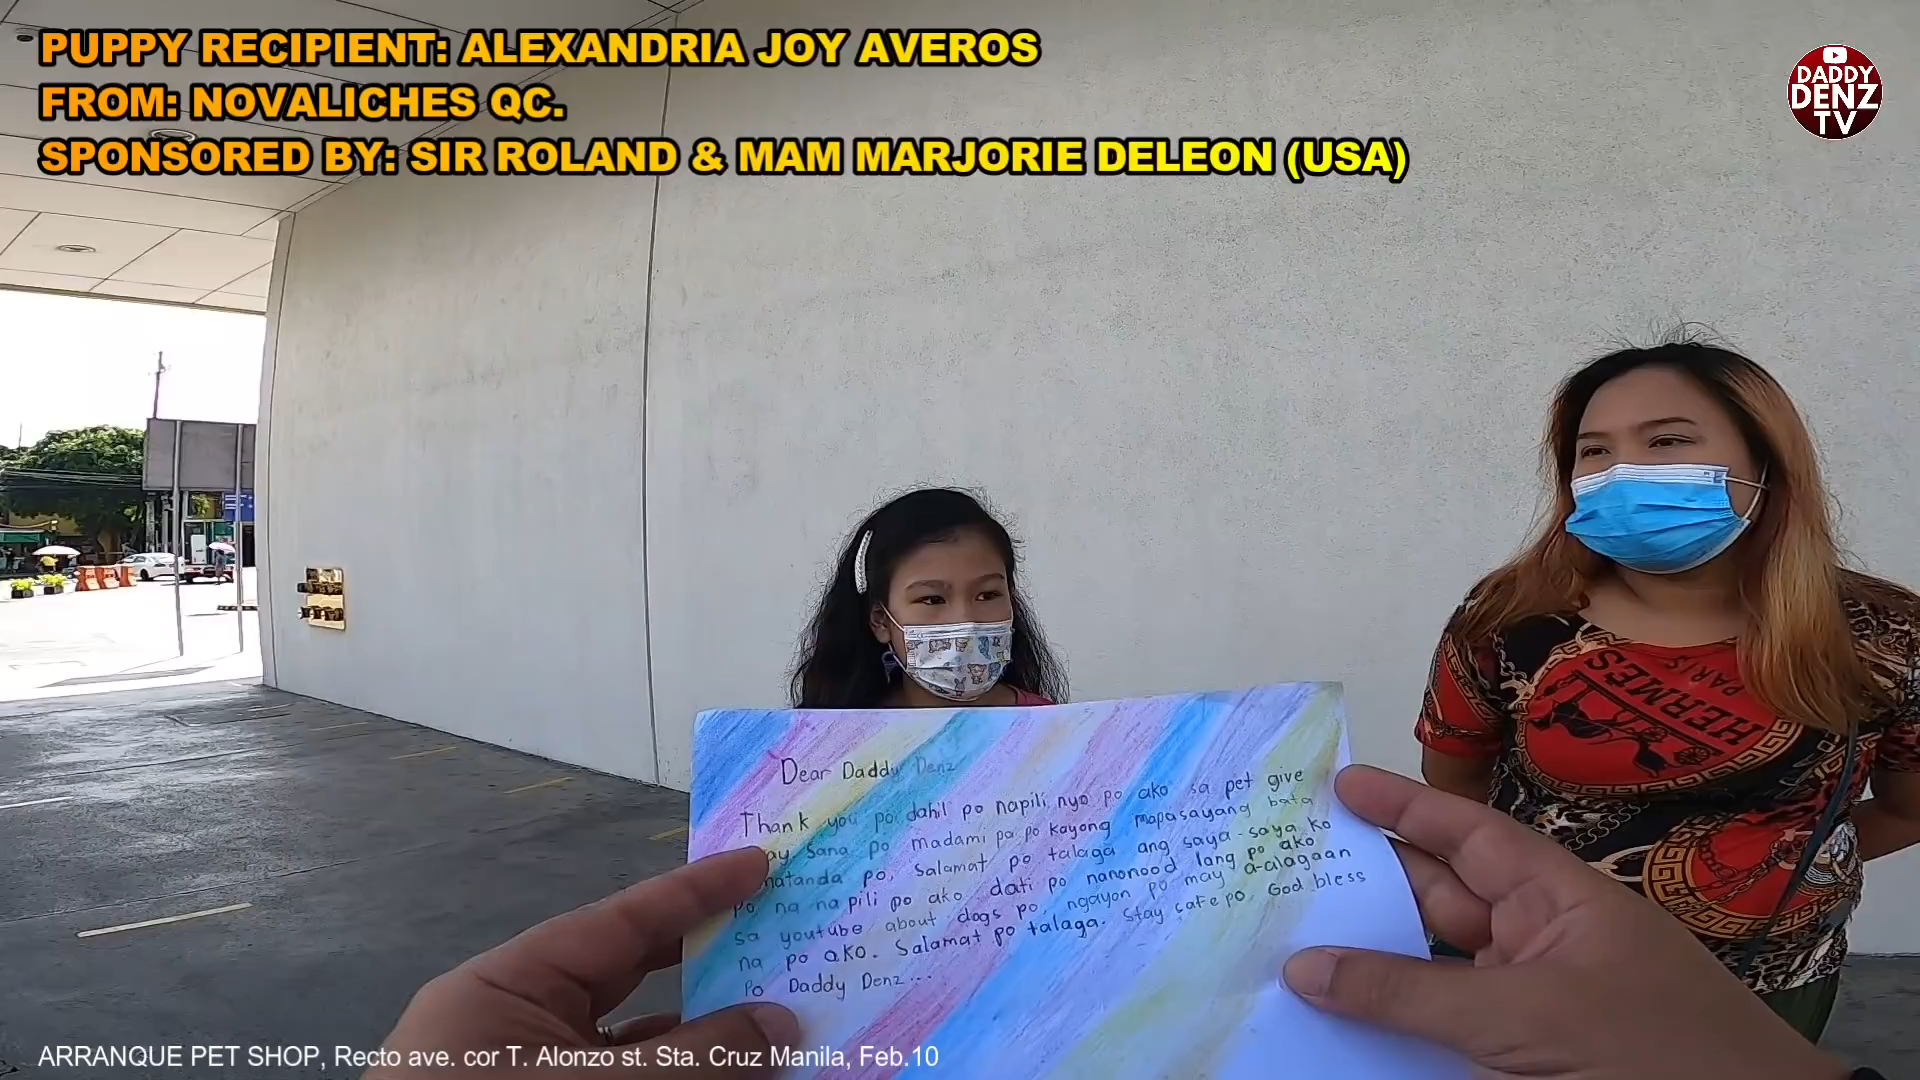 PUPPY RECIPIENT: ALEXANDRIA JOY AVEROS
FROM: NOVALICHES QC.
SPONSORED BY: SIR ROLAND & MAM MARJORIE DELEON (USA)
DADDY
DENZ
TV
HERMES
PARIS
Dear Daddy Denz
Thank you po dahil po napili nyo po ako sa pet give
ay. Sana po madami pa po kayong mapasayang bata
matanda po, Salamat po talaga ang saya-saya ko
po na na pili po ako dati po nanonood lang po ako
sa youtube about dogs po, ngayon po may a-alagaan
na po ako. Salamat po talaga. Stay safe po, God bless
Po Daddy Denz...
ARRANQUE PET SHOP, Recto ave. cor T. Alonzo st. Sta. Cruz Manila, Feb.10